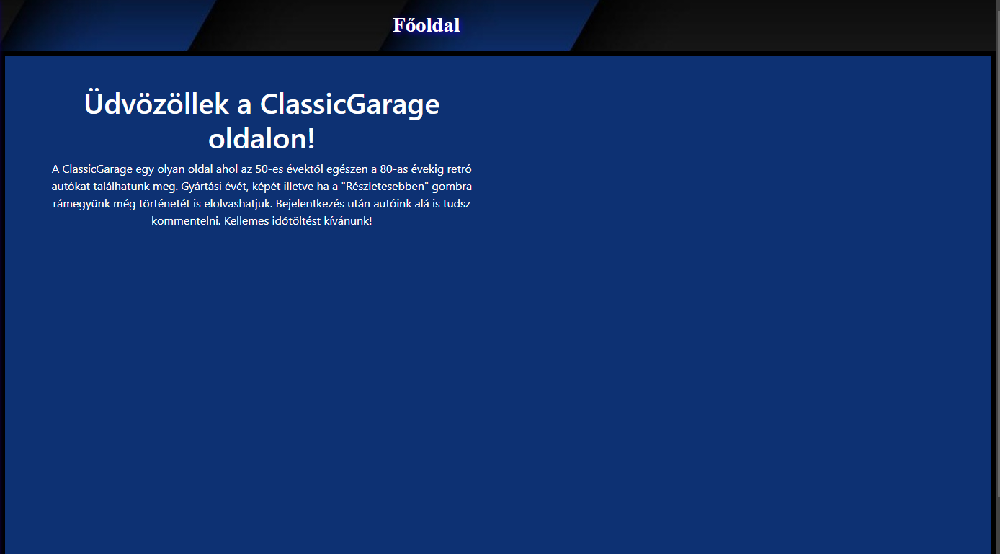 Főoldal
Üdvözöllek a ClassicGarage
oldalon!
A ClassicGarage egy olyan oldal ahol az 50-es évektől egészen a 80-as évekig retró
autókat találhatunk meg. Gyártási évét, képét illetve ha a "Részletesebben" gombra
rámegyünk még történetét is elolvashatjuk. Bejelentkezés után autóink alá is tudsz
kommentelni. Kellemes időtöltést kívánunk!